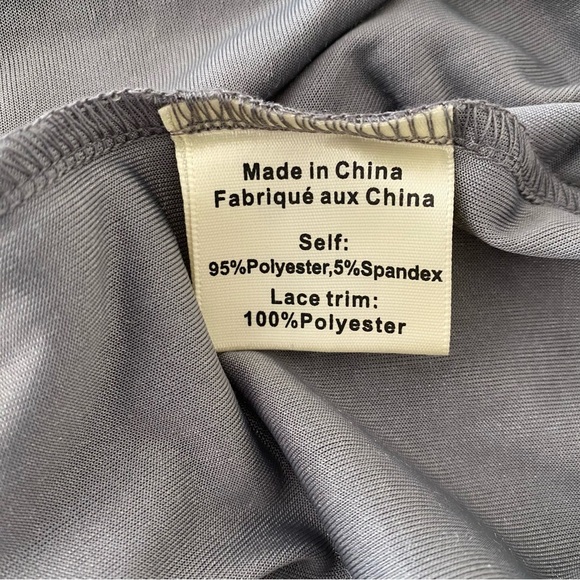 Made in China
Fabriqué aux China
Self:
95%Polyester,5%Spandex
Lace trim:
100%Polyester